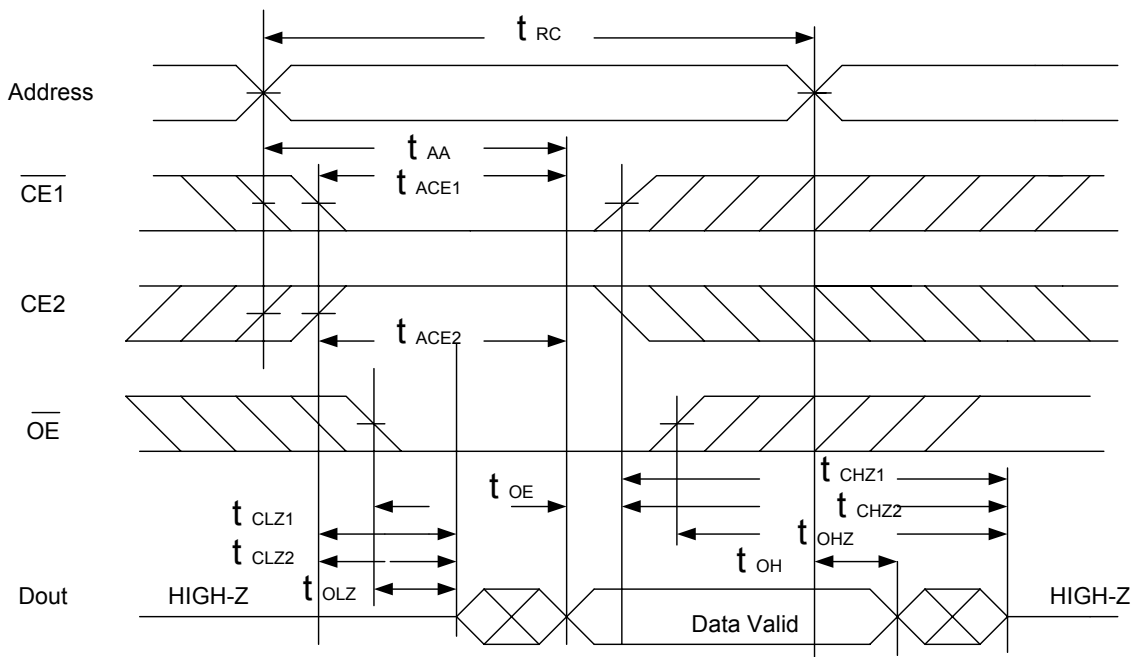 t RC
Address
t AA
CE1
t ACE1
CE2
t ACE2
OE
t CHZ1
t OE
t CHZ2
t CLZ1
t OHZ
t CLZ2
t OH
t OLZ
Dout
HIGH-Z
Data Valid
HIGH-Z